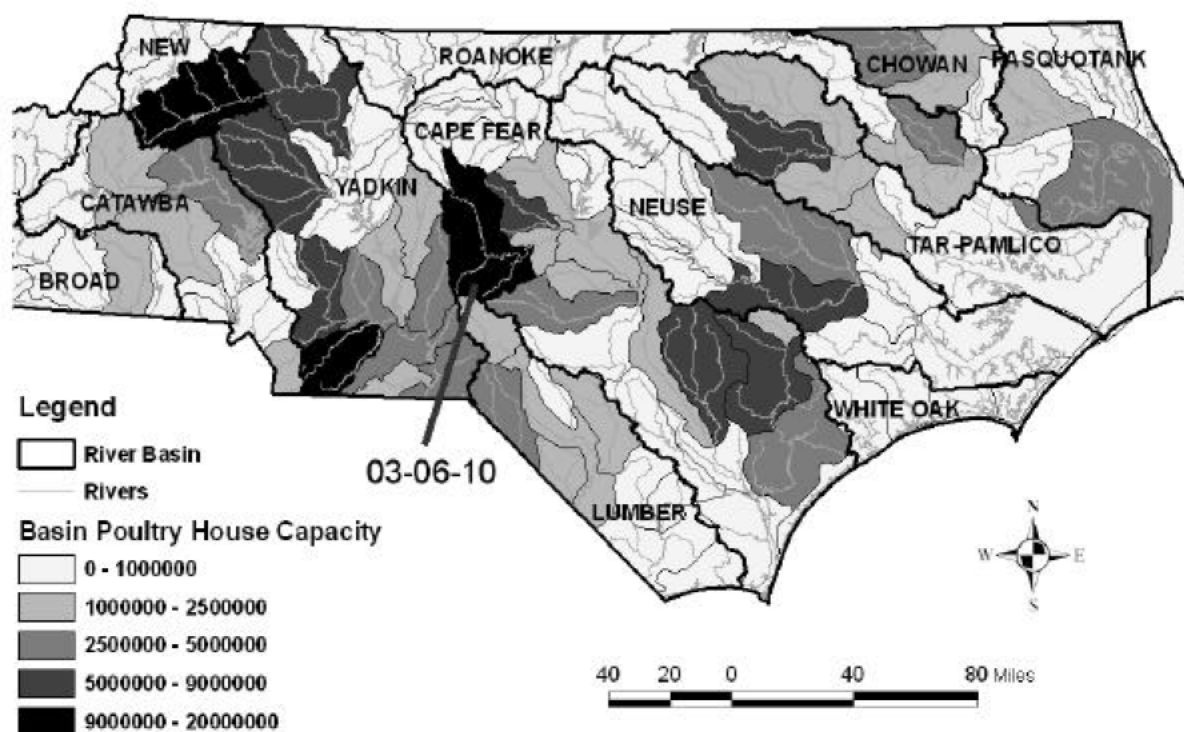 NEW
ROANOKE
CHOWAN
PASQUOTANK
CAPE FEAR
YADKIN
CATAWBA
NEUSE
TAR-PAMLICO
BROAD
WHITE OAK
03-06-10
LUMBER
Legend
River Basin
Rivers
Basin Poultry House Capacity
0 - 1000000
1000000 - 2500000
2500000 - 5000000
5000000 - 9000000
9000000 - 20000000
N
W E
S
40 20 0 40 80 Miles